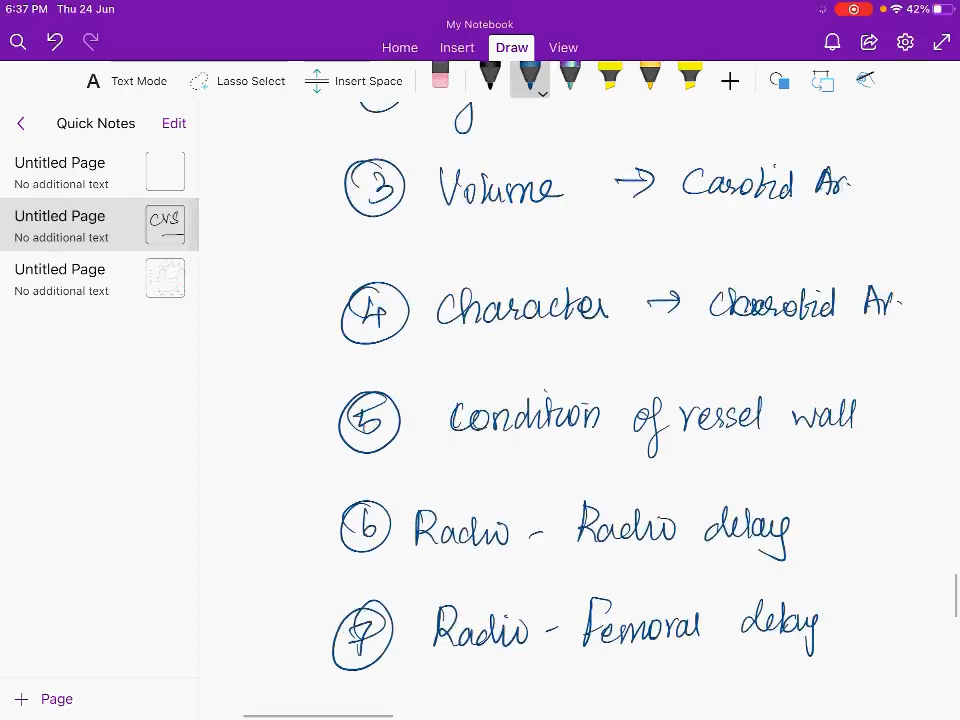 6:37 PM Thu 24 Jun
42%
My Notebook
Home Insert Draw View
Text Mode Lasso Select Insert Space
Quick Notes Edit
Untitled Page
No additional text
Untitled Page
No additional text
CNS
Untitled Page
No additional text
Page
3 Volume → Carotid Ar.
4 Character → Carotid Ar.
5 Condition of vessel wall
6 Radio - Radio delay
7 Radio - Femoral delay